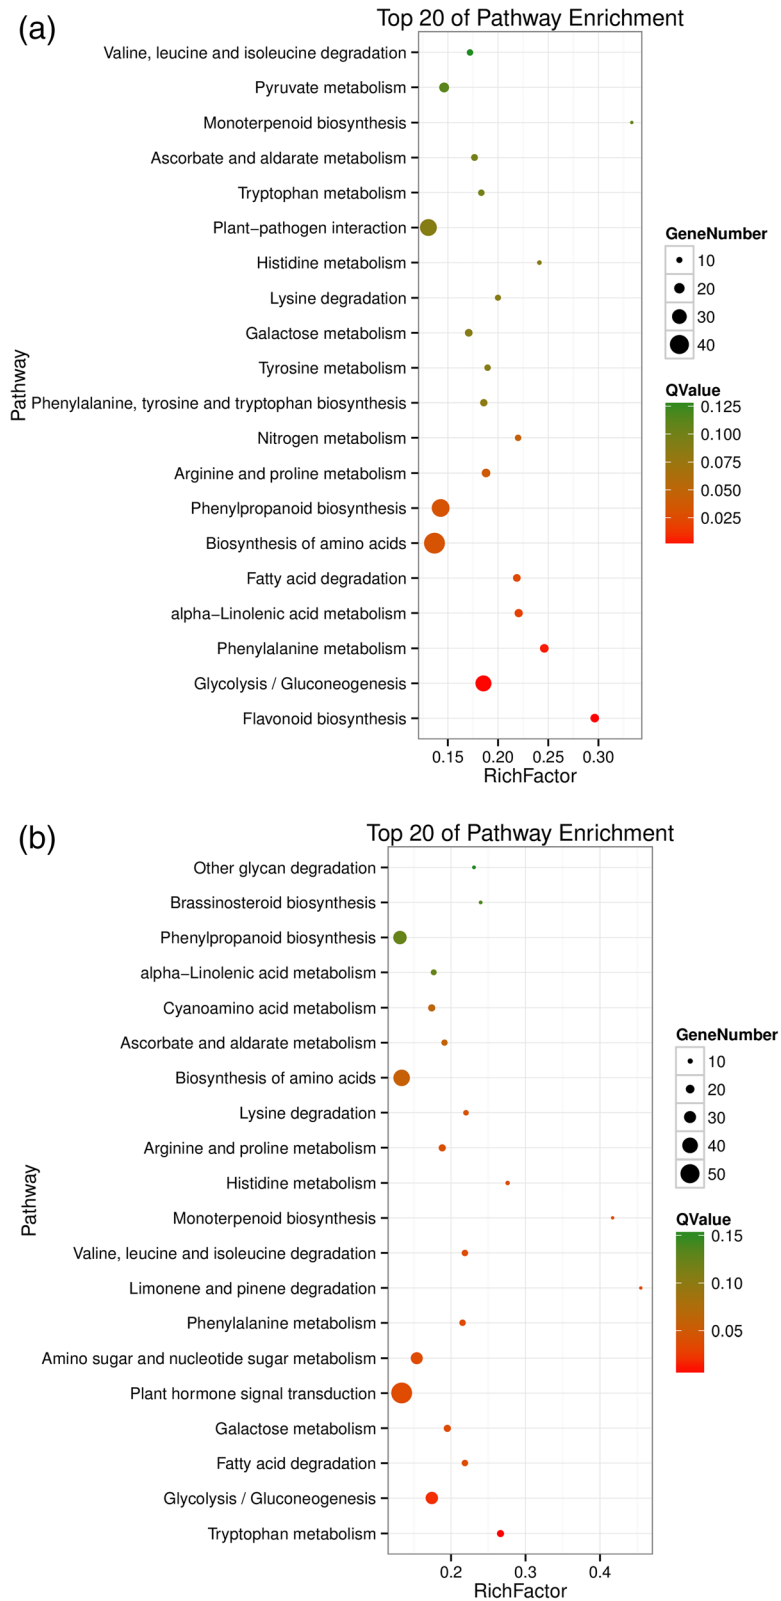 (a)
Top 20 of Pathway Enrichment
Valine, leucine and isoleucine degradation
Pyruvate metabolism
Monoterpenoid biosynthesis
Ascorbate and aldarate metabolism
Tryptophan metabolism
Plant−pathogen interaction
Histidine metabolism
Lysine degradation
Galactose metabolism
Tyrosine metabolism
Phenylalanine, tyrosine and tryptophan biosynthesis
Nitrogen metabolism
Arginine and proline metabolism
Phenylpropanoid biosynthesis
Biosynthesis of amino acids
Fatty acid degradation
alpha−Linolenic acid metabolism
Phenylalanine metabolism
Glycolysis / Gluconeogenesis
Flavonoid biosynthesis
Pathway
0.15 0.20 0.25 0.30
RichFactor
GeneNumber
10
20
30
40
QValue
0.125
0.100
0.075
0.050
0.025
(b)
Top 20 of Pathway Enrichment
Other glycan degradation
Brassinosteroid biosynthesis
Phenylpropanoid biosynthesis
alpha−Linolenic acid metabolism
Cyanoamino acid metabolism
Ascorbate and aldarate metabolism
Biosynthesis of amino acids
Lysine degradation
Arginine and proline metabolism
Histidine metabolism
Monoterpenoid biosynthesis
Valine, leucine and isoleucine degradation
Limonene and pinene degradation
Phenylalanine metabolism
Amino sugar and nucleotide sugar metabolism
Plant hormone signal transduction
Galactose metabolism
Fatty acid degradation
Glycolysis / Gluconeogenesis
Tryptophan metabolism
Pathway
0.2 0.3 0.4
RichFactor
GeneNumber
10
20
30
40
50
QValue
0.15
0.10
0.05